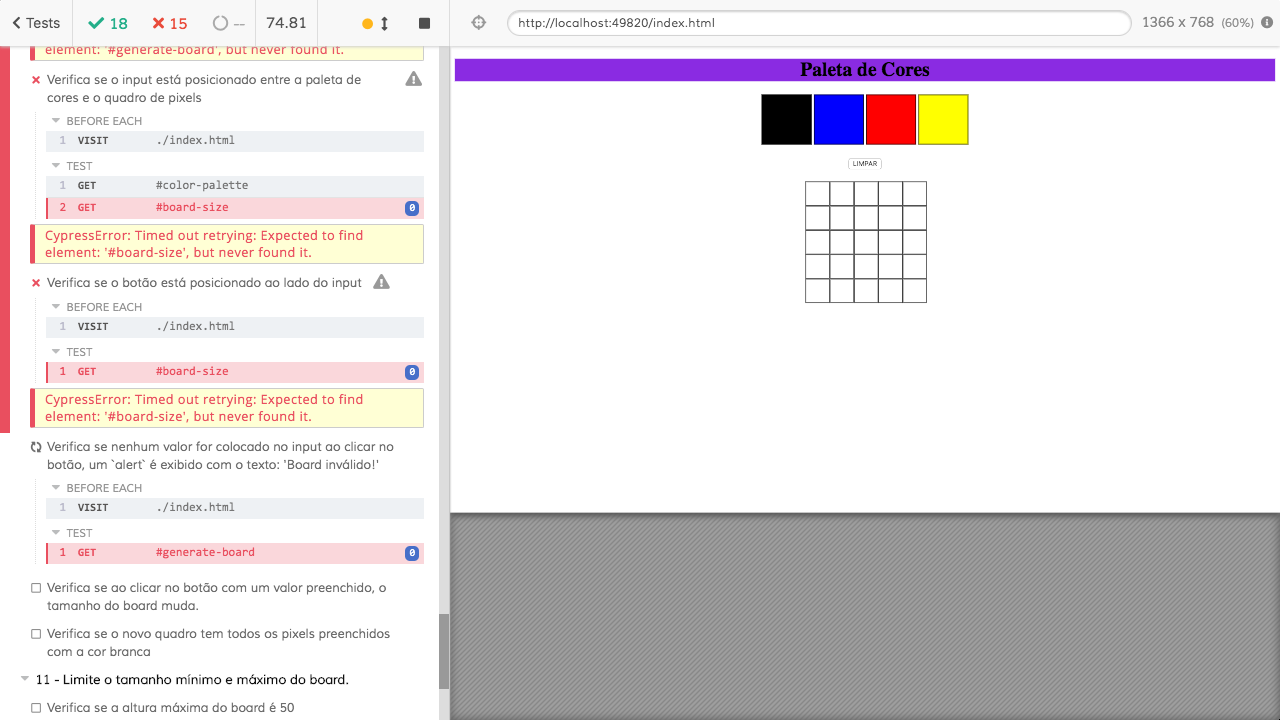 Tests
18
15
--
74.81
http://localhost:49820/index.html
1366 x 768 (60%)
element: '#generate-board', but never found it.
Verifica se o input está posicionado entre a paleta de
cores e o quadro de pixels
BEFORE EACH
1 VISIT ./index.html
TEST
1 GET #color-palette
2 GET #board-size 0
CypressError: Timed out retrying: Expected to find
element: '#board-size', but never found it.
Verifica se o botão está posicionado ao lado do input
BEFORE EACH
1 VISIT ./index.html
TEST
1 GET #board-size 0
CypressError: Timed out retrying: Expected to find
element: '#board-size', but never found it.
Verifica se nenhum valor for colocado no input ao clicar no
botão, um `alert` é exibido com o texto: 'Board inválido!'
BEFORE EACH
1 VISIT ./index.html
TEST
1 GET #generate-board 0
Verifica se ao clicar no botão com um valor preenchido, o
tamanho do board muda.
Verifica se o novo quadro tem todos os pixels preenchidos
com a cor branca
11 - Limite o tamanho mínimo e máximo do board.
Verifica se a altura máxima do board é 50
Paleta de Cores
LIMPAR